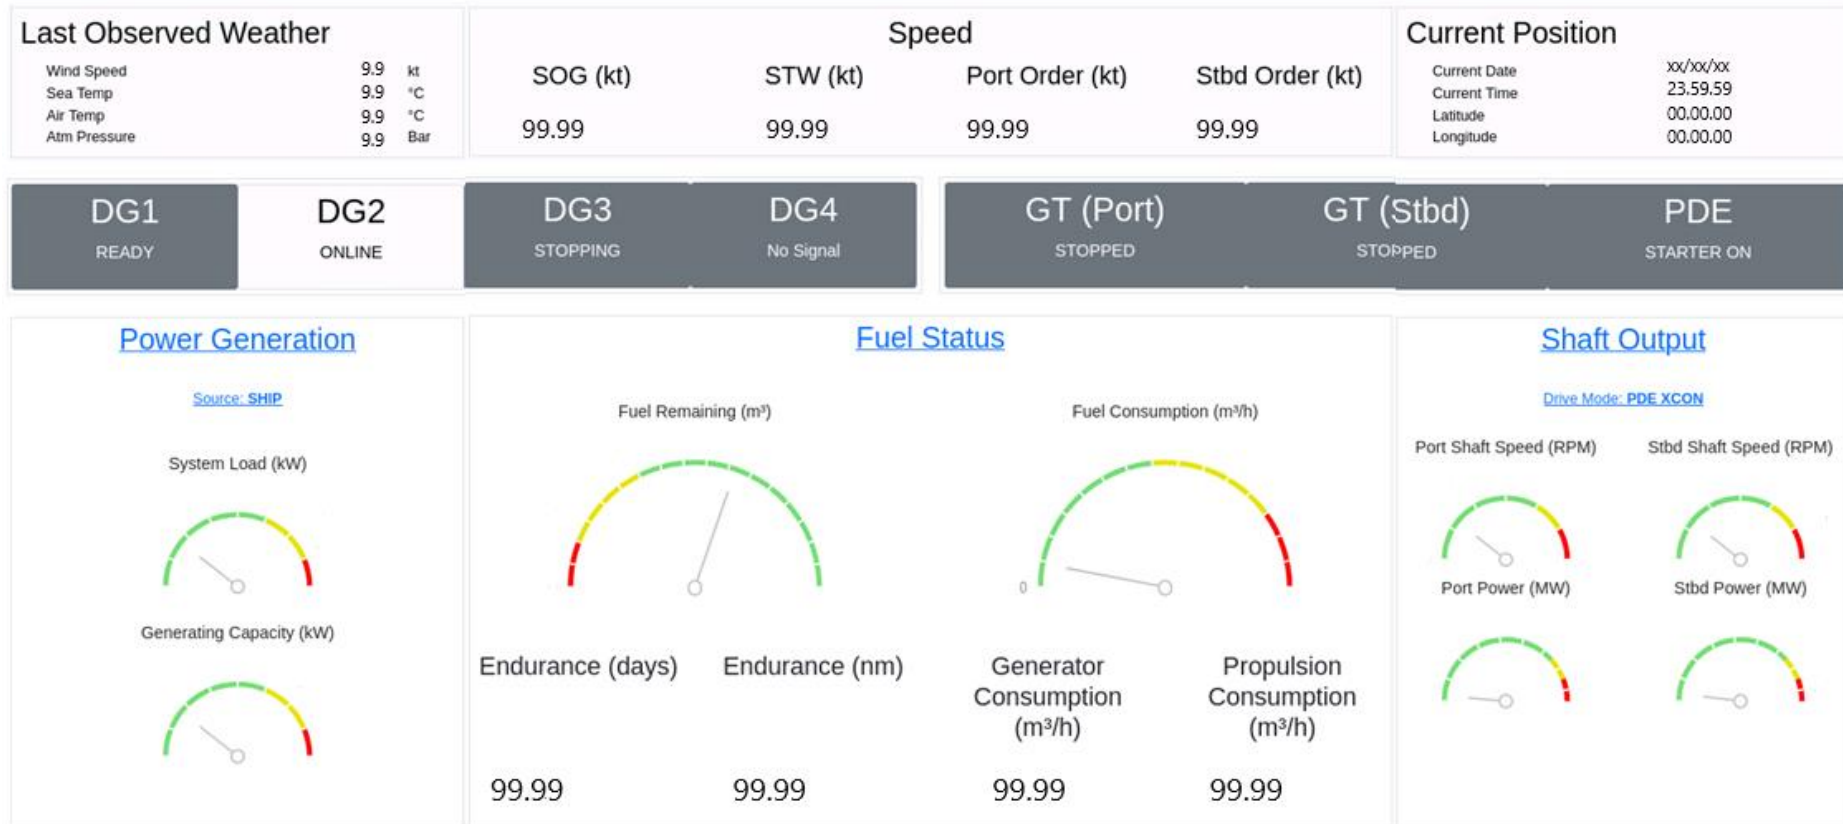 Last Observed Weather
Wind Speed 9.9 kt
Sea Temp 9.9 °C
Air Temp 9.9 °C
Atm Pressure 9.9 Bar
Speed
SOG (kt) STW (kt) Port Order (kt) Stbd Order (kt)
99.99 99.99 99.99 99.99
Current Position
Current Date xx/xx/xx
Current Time 23.59.59
Latitude 00.00.00
Longitude 00.00.00
DG1 DG2 DG3 DG4 GT (Port) GT (Stbd) PDE
READY ONLINE STOPPING No Signal STOPPED STOPPED STARTER ON
Power Generation
Source: SHIP
System Load (kW)
Generating Capacity (kW)
Fuel Status
Fuel Remaining (m³) Fuel Consumption (m³/h)
0
Endurance (days) Endurance (nm) Generator Propulsion
Consumption Consumption
(m³/h) (m³/h)
99.99 99.99 99.99 99.99
Shaft Output
Drive Mode: PDE XCON
Port Shaft Speed (RPM) Stbd Shaft Speed (RPM)
Port Power (MW) Stbd Power (MW)